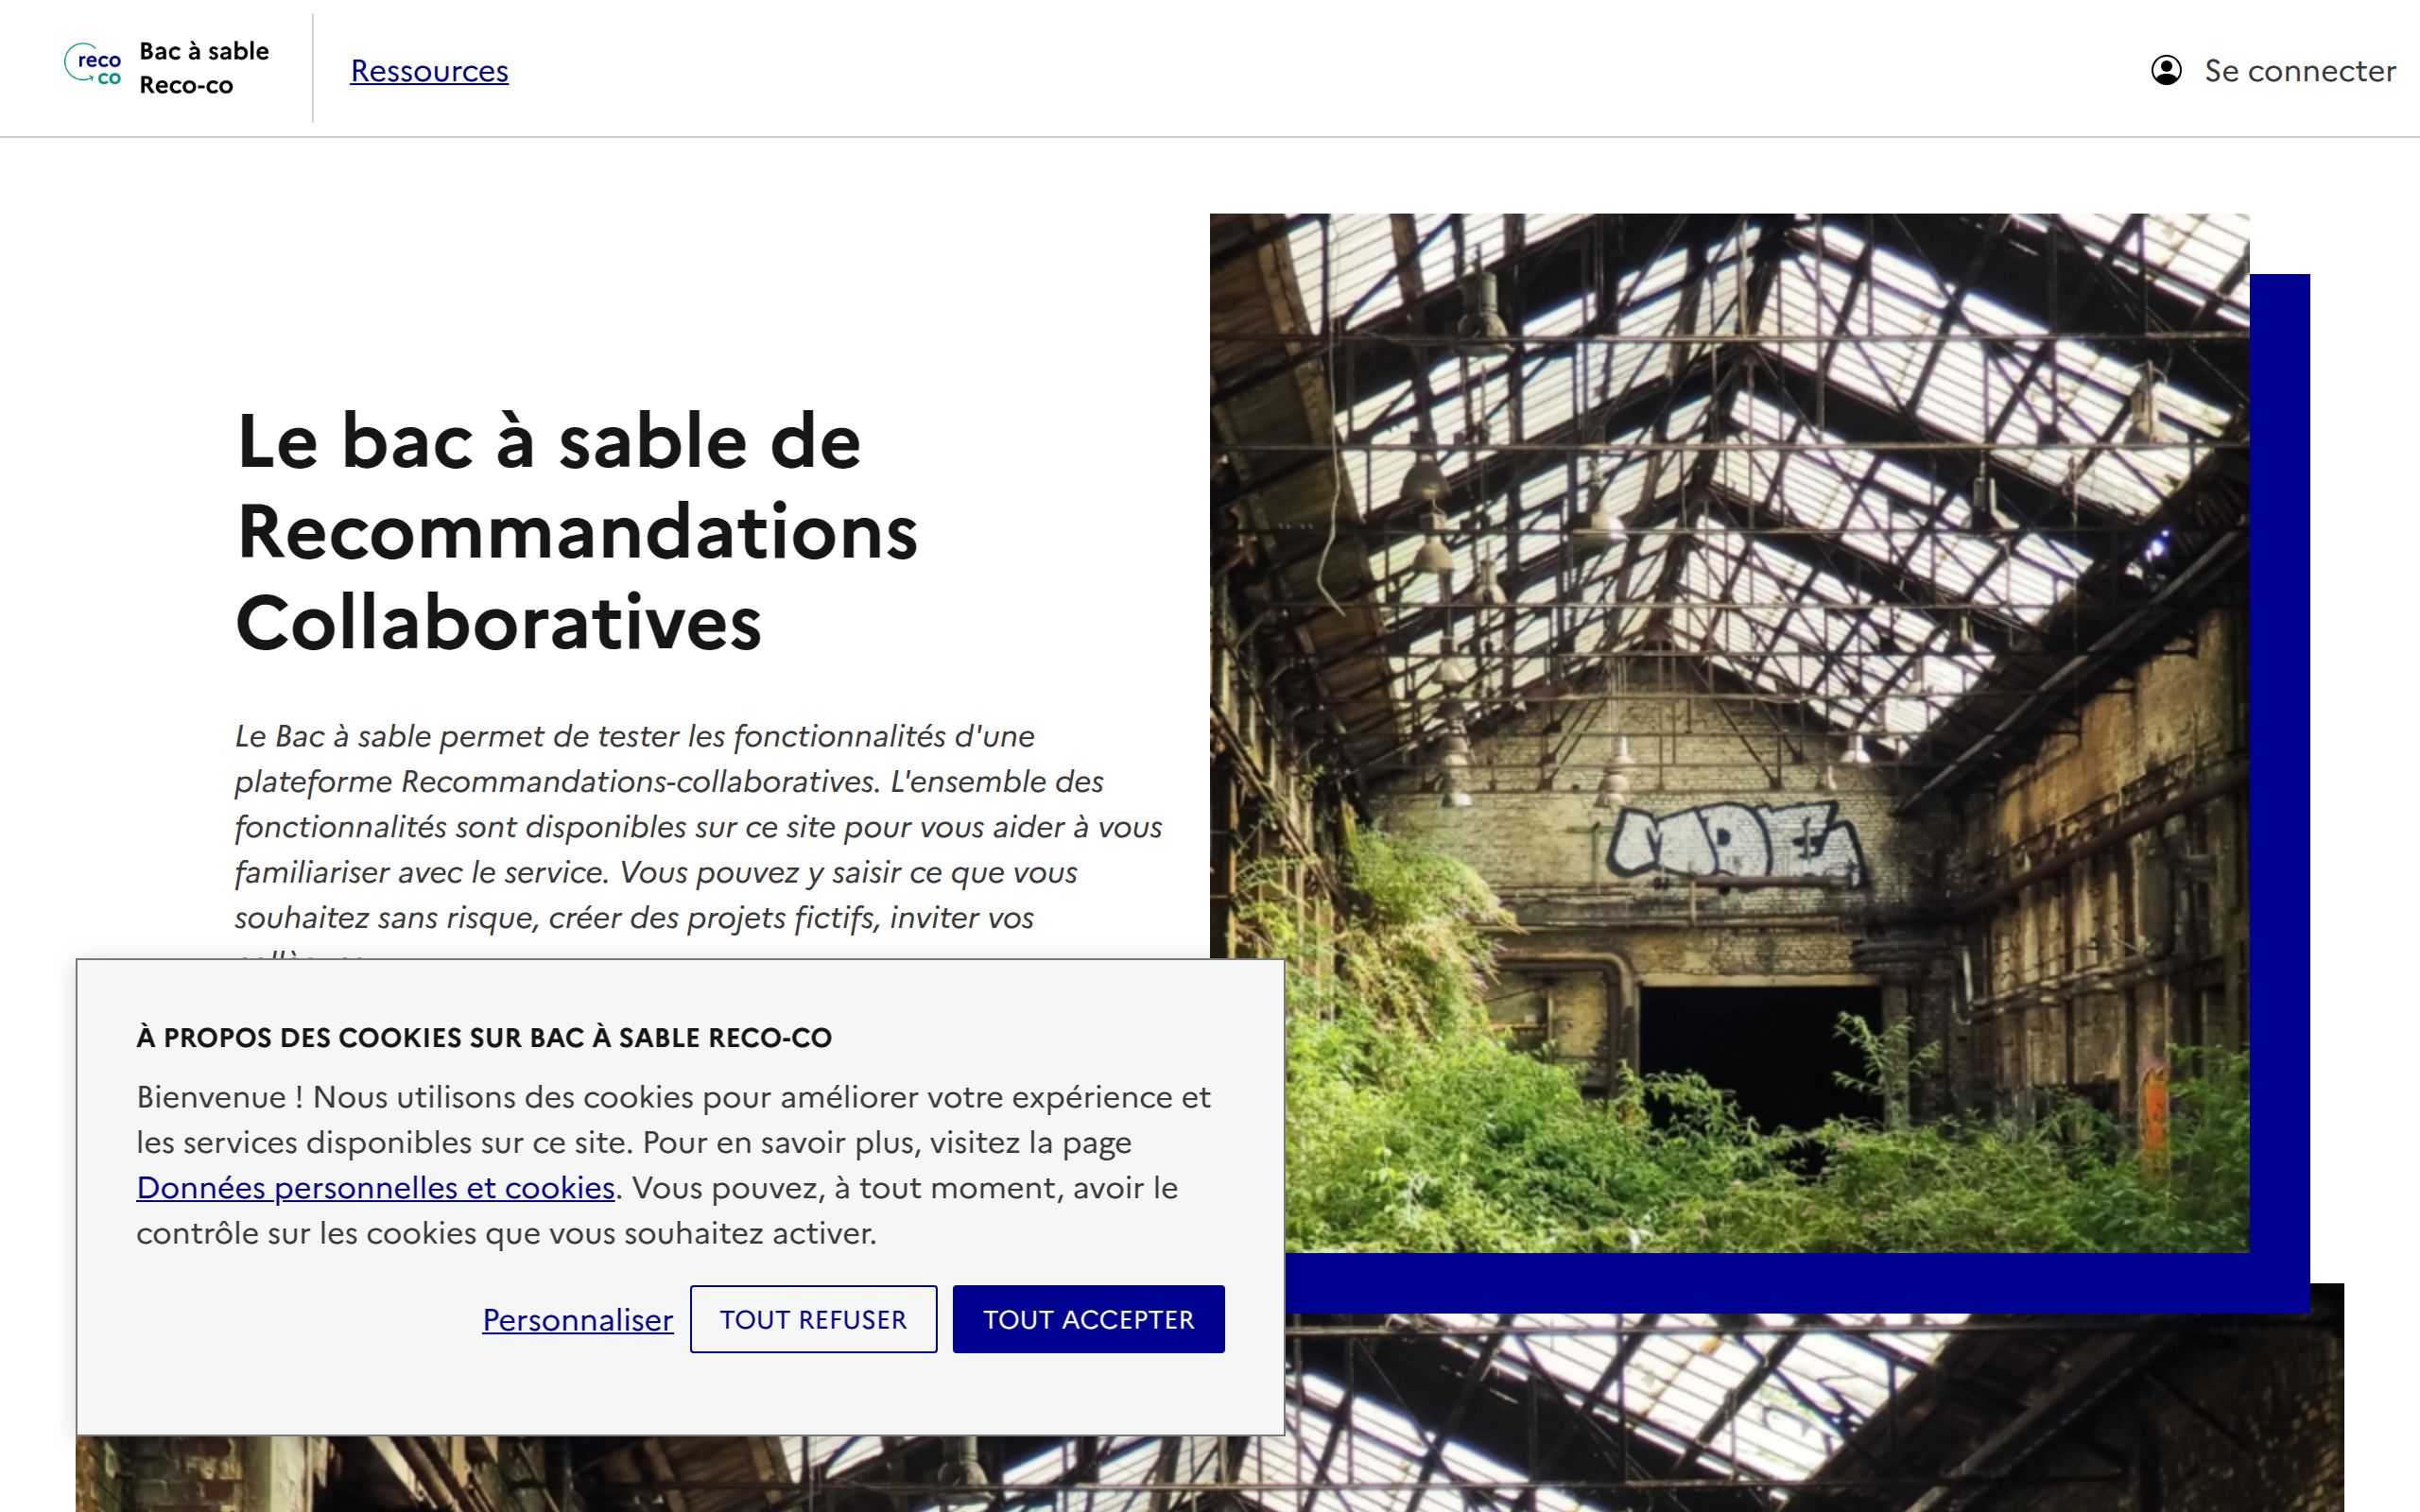 reco
co
Bac à sable
Reco-co
Ressources
Se connecter
Le bac à sable de
Recommandations
Collaboratives
Le Bac à sable permet de tester les fonctionnalités d'une
plateforme Recommandations-collaboratives. L'ensemble des
fonctionnalités sont disponibles sur ce site pour vous aider à vous
familiariser avec le service. Vous pouvez y saisir ce que vous
souhaitez sans risque, créer des projets fictifs, inviter vos
À PROPOS DES COOKIES SUR BAC À SABLE RECO-CO
Bienvenue ! Nous utilisons des cookies pour améliorer votre expérience et
les services disponibles sur ce site. Pour en savoir plus, visitez la page
Données personnelles et cookies. Vous pouvez, à tout moment, avoir le
contrôle sur les cookies que vous souhaitez activer.
Personnaliser
TOUT REFUSER
TOUT ACCEPTER